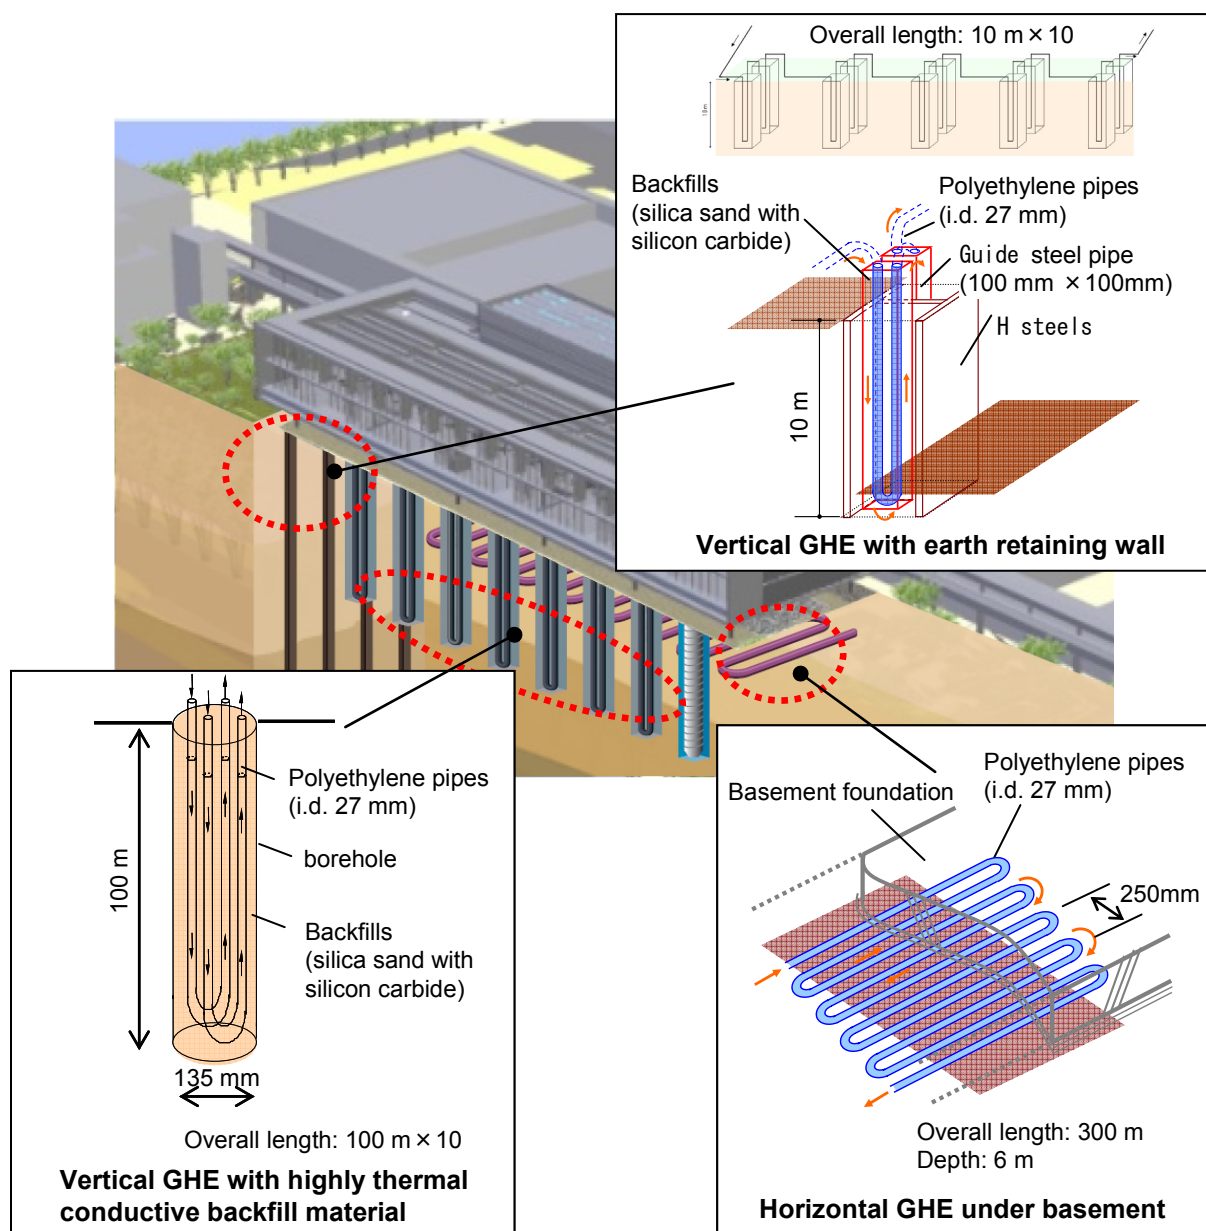 Overall length: 10 m × 10
10m
Backfills
(silica sand with
silicon carbide)
Polyethylene pipes
(i.d. 27 mm)
Guide steel pipe
(100 mm × 100mm)
H steels
10 m
Vertical GHE with earth retaining wall
Polyethylene pipes
(i.d. 27 mm)
borehole
100 m
Backfills
(silica sand with
silicon carbide)
135 mm
Overall length: 100 m × 10
Vertical GHE with highly thermal
conductive backfill material
Polyethylene pipes
(i.d. 27 mm)
Basement foundation
250mm
Overall length: 300 m
Depth: 6 m
Horizontal GHE under basement